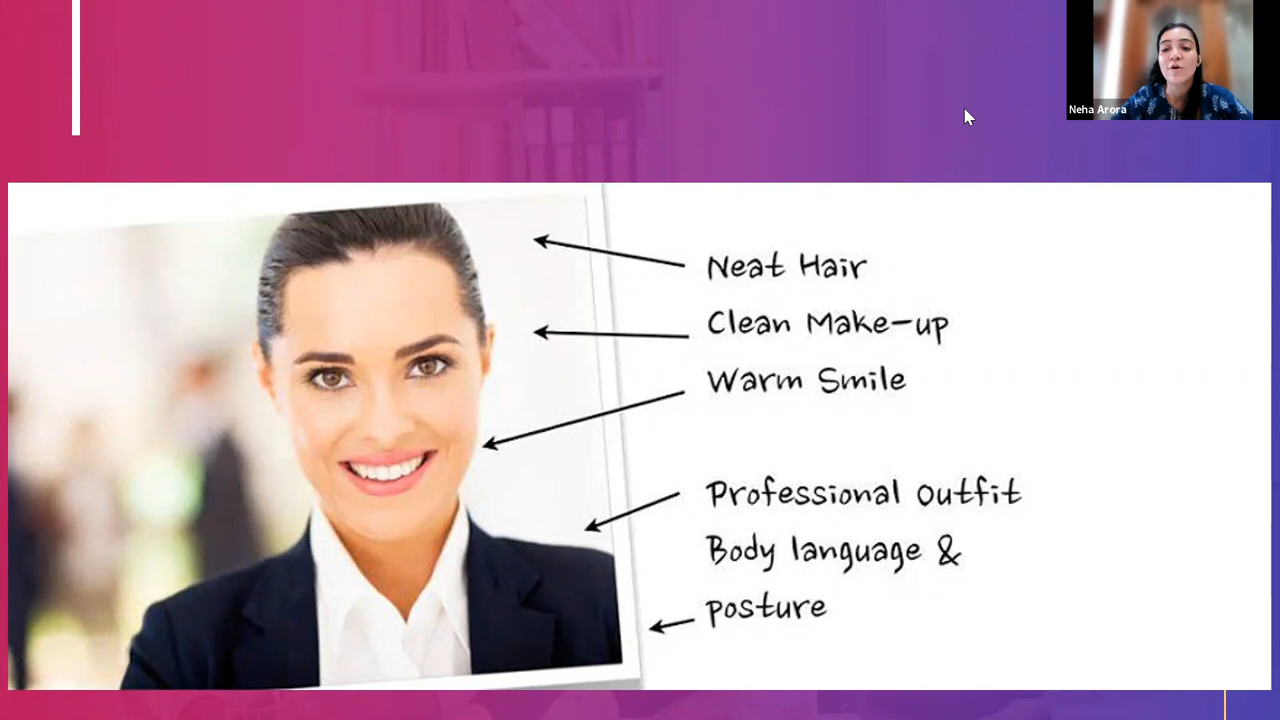 Neha Arora
Neat Hair
Clean Make-up
Warm Smile
Professional outfit
Body language &
posture